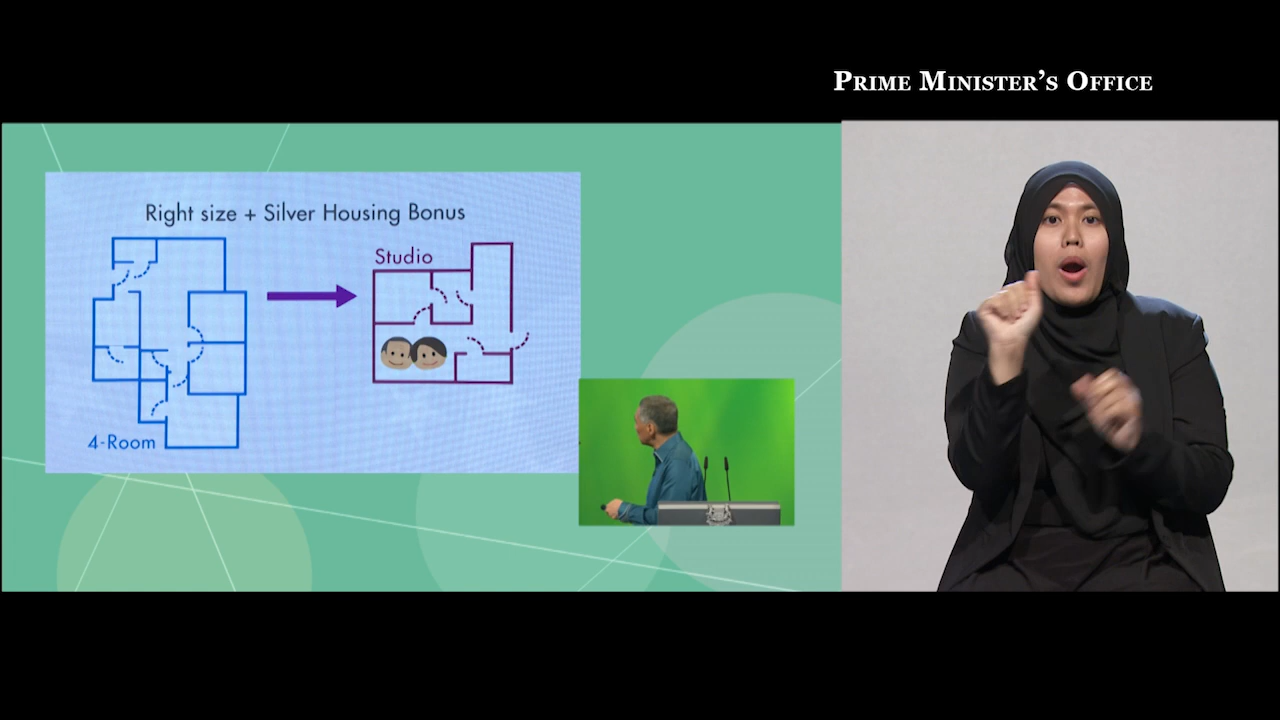 PRIME MINISTER'S OFFICE
Right size + Silver Housing Bonus
Studio
4-Room